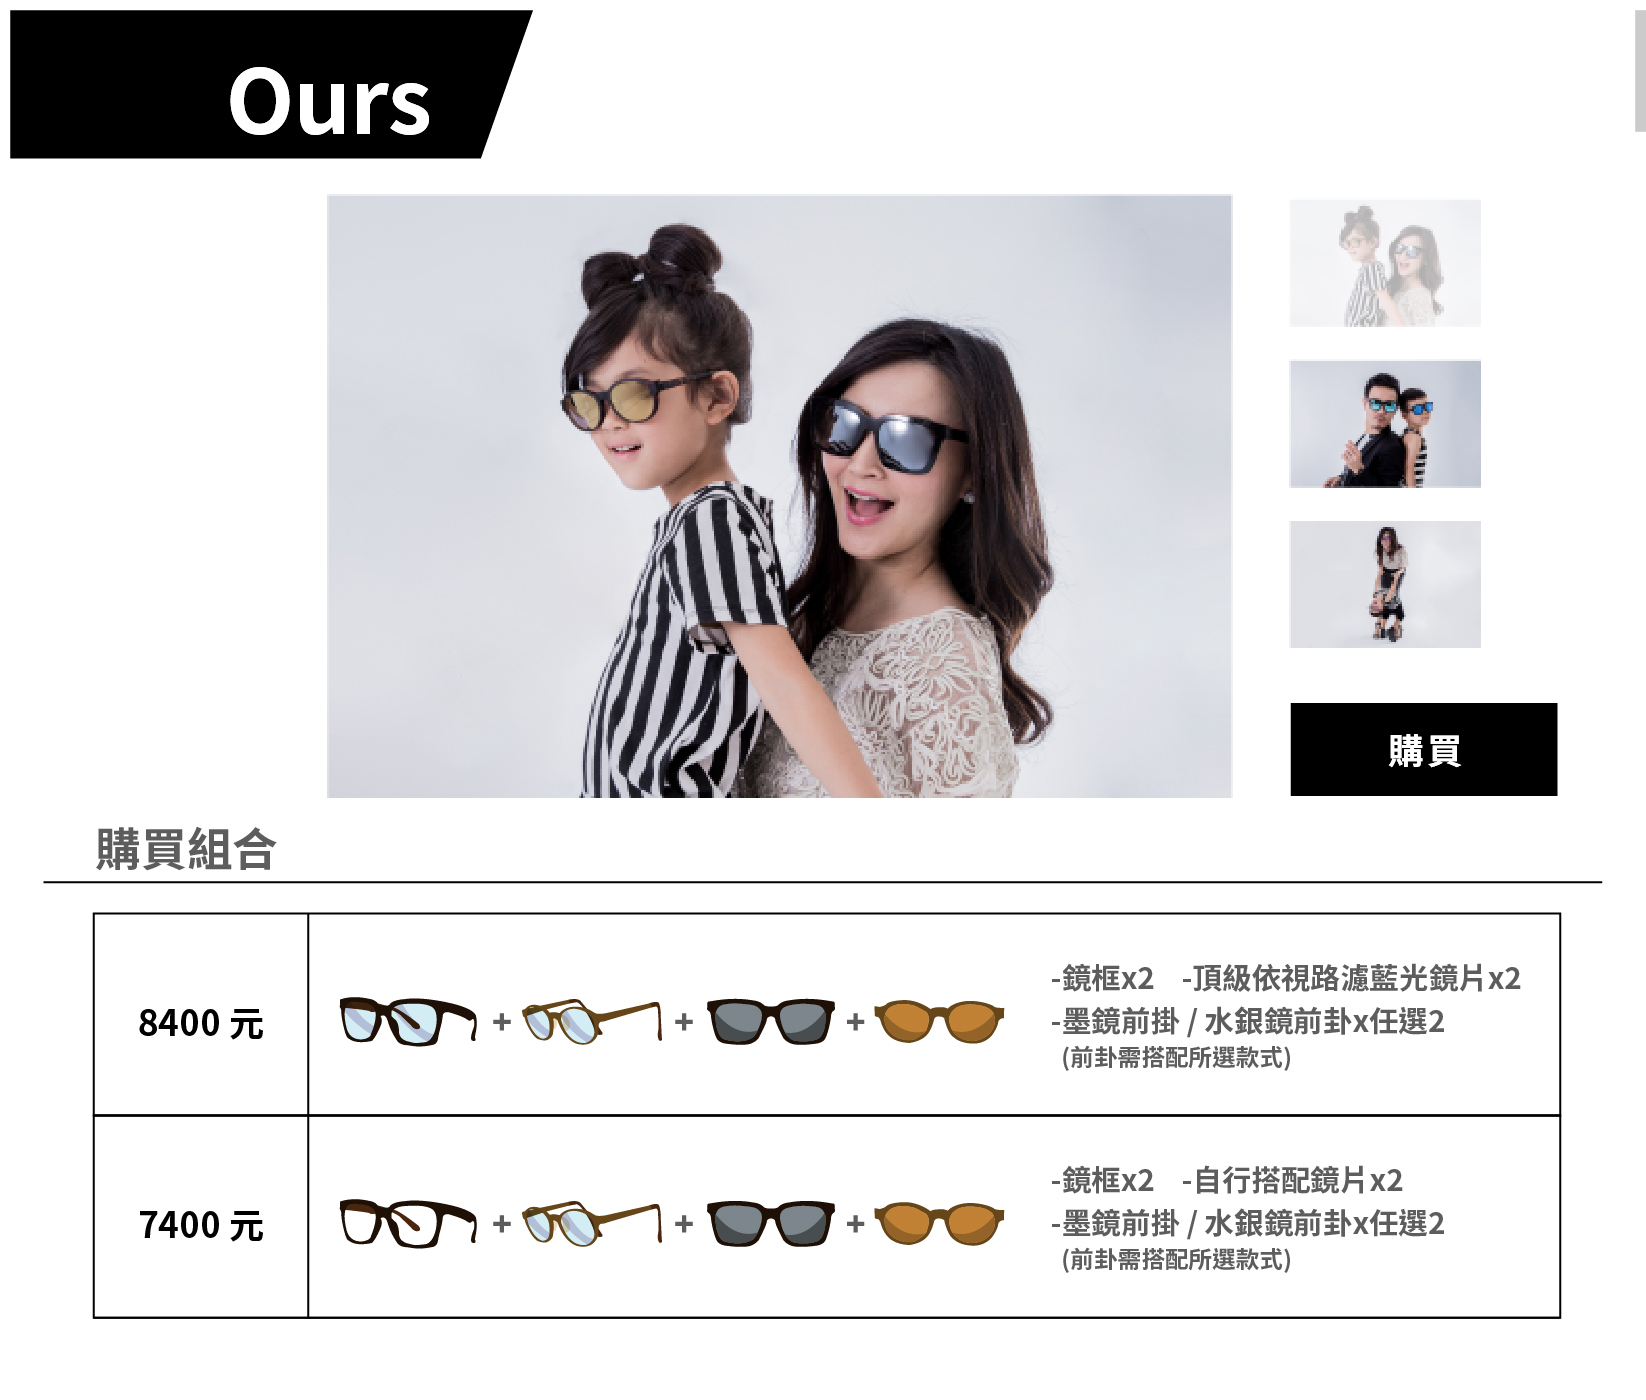 Ours
購買
購買組合
8400 元
+ + +
-鏡框x2 -頂級依視路濾藍光鏡片x2
-墨鏡前掛 / 水銀鏡前卦x任選2
(前卦需搭配所選款式)
7400 元
+ + +
-鏡框x2 -自行搭配鏡片x2
-墨鏡前掛 / 水銀鏡前卦x任選2
(前卦需搭配所選款式)